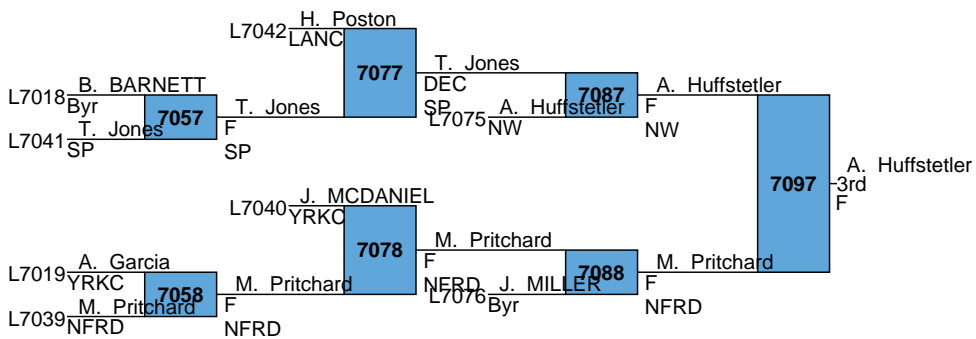 L7042 H. Poston
LANC
7077
T. Jones
DEC
SP
L7018 B. BARNETT
Byr
7057
L7041 T. Jones
SP
T. Jones
F
SP
L7075 A. Huffstetler
NW
7087
A. Huffstetler
F
NW
7097
A. Huffstetler
3rd
F
L7040 J. MCDANIEL
YRKC
7078
M. Pritchard
F
NFRD
L7019 A. Garcia
YRKC
7058
L7039 M. Pritchard
NFRD
M. Pritchard
F
NFRD
L7076 J. MILLER
Byr
7088
M. Pritchard
F
NFRD